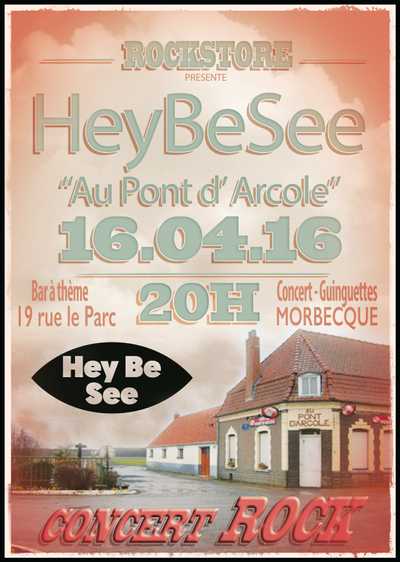 ROCKSTORE
PRESENTE
HeyBeSee
"Au Pont d' Arcole"
16.04.16
Bar à thème
19 rue le Parc
20H
Concert - Guinguettes
MORBECQUE
Hey Be
See
AU
PONT
D'ARCOLE
CONCERT ROCK